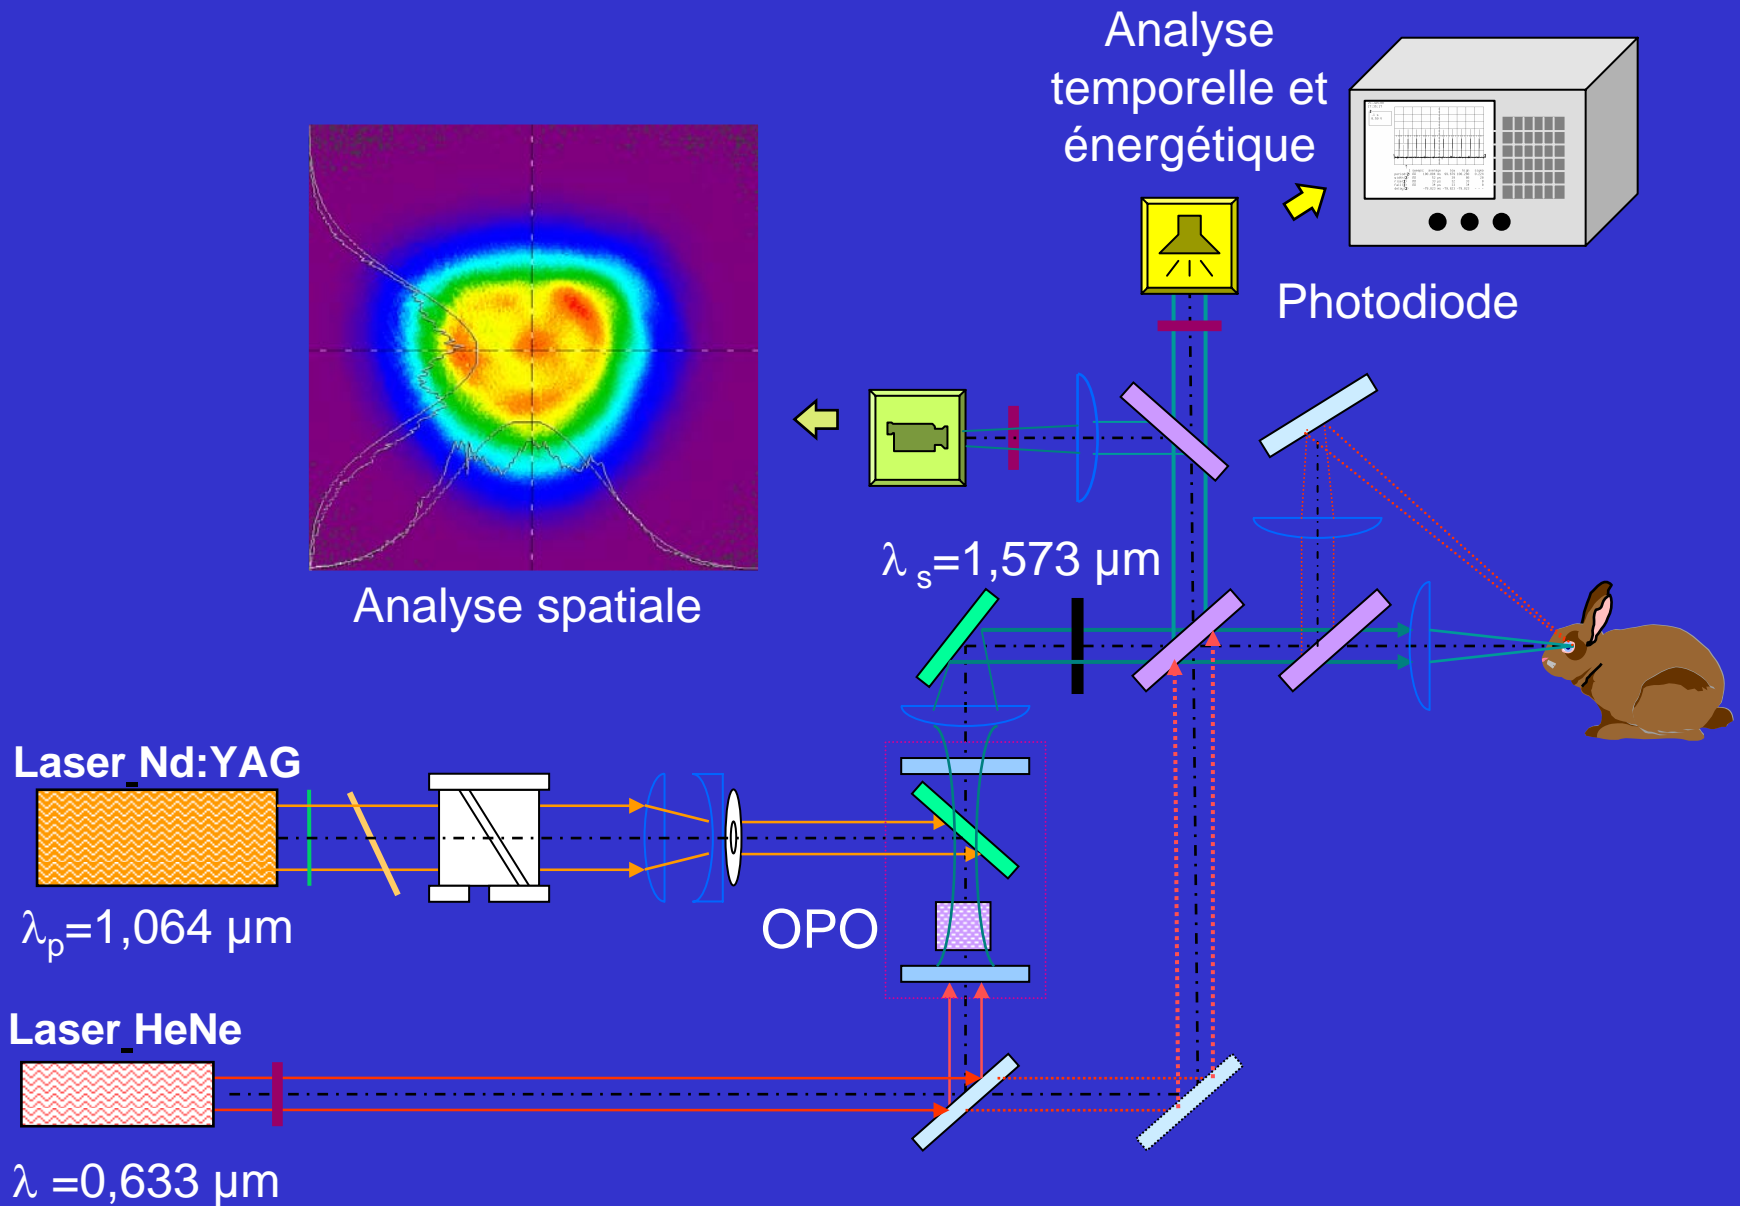 Analyse
temporelle et
énergétique
Photodiode
λ s=1,573 µm
Analyse spatiale
Laser Nd:YAG
λp=1,064 µm
OPO
Laser HeNe
λ =0,633 µm